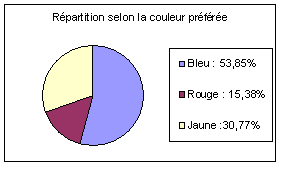 Répartition selon la couleur préférée
Bleu : 53,85%
Rouge : 15,38%
Jaune :30,77%